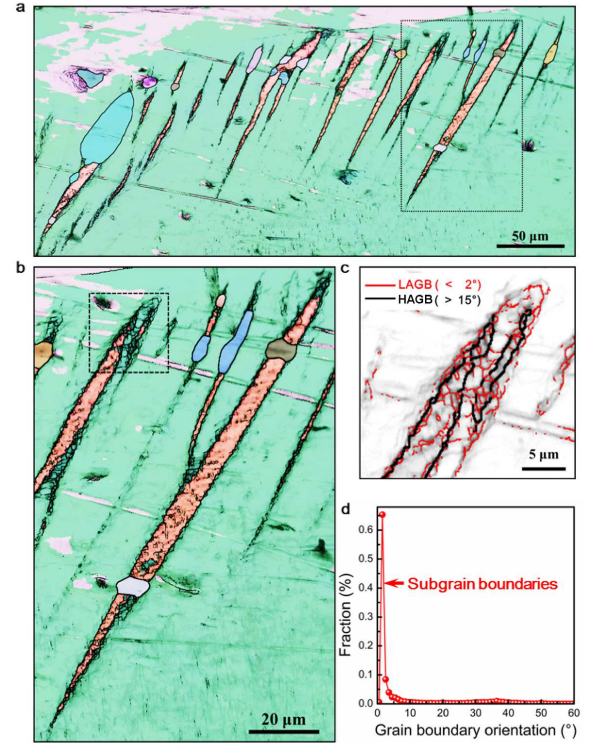 a
50 µm
b
20 µm
c
LAGB ( < 2°)
HAGB ( > 15°)
5 µm
d
0.6
0.5
0.4
0.3
0.2
0.1
0.0
Subgrain boundaries
Fraction (%)
0 10 20 30 40 50 60
Grain boundary orientation (°)